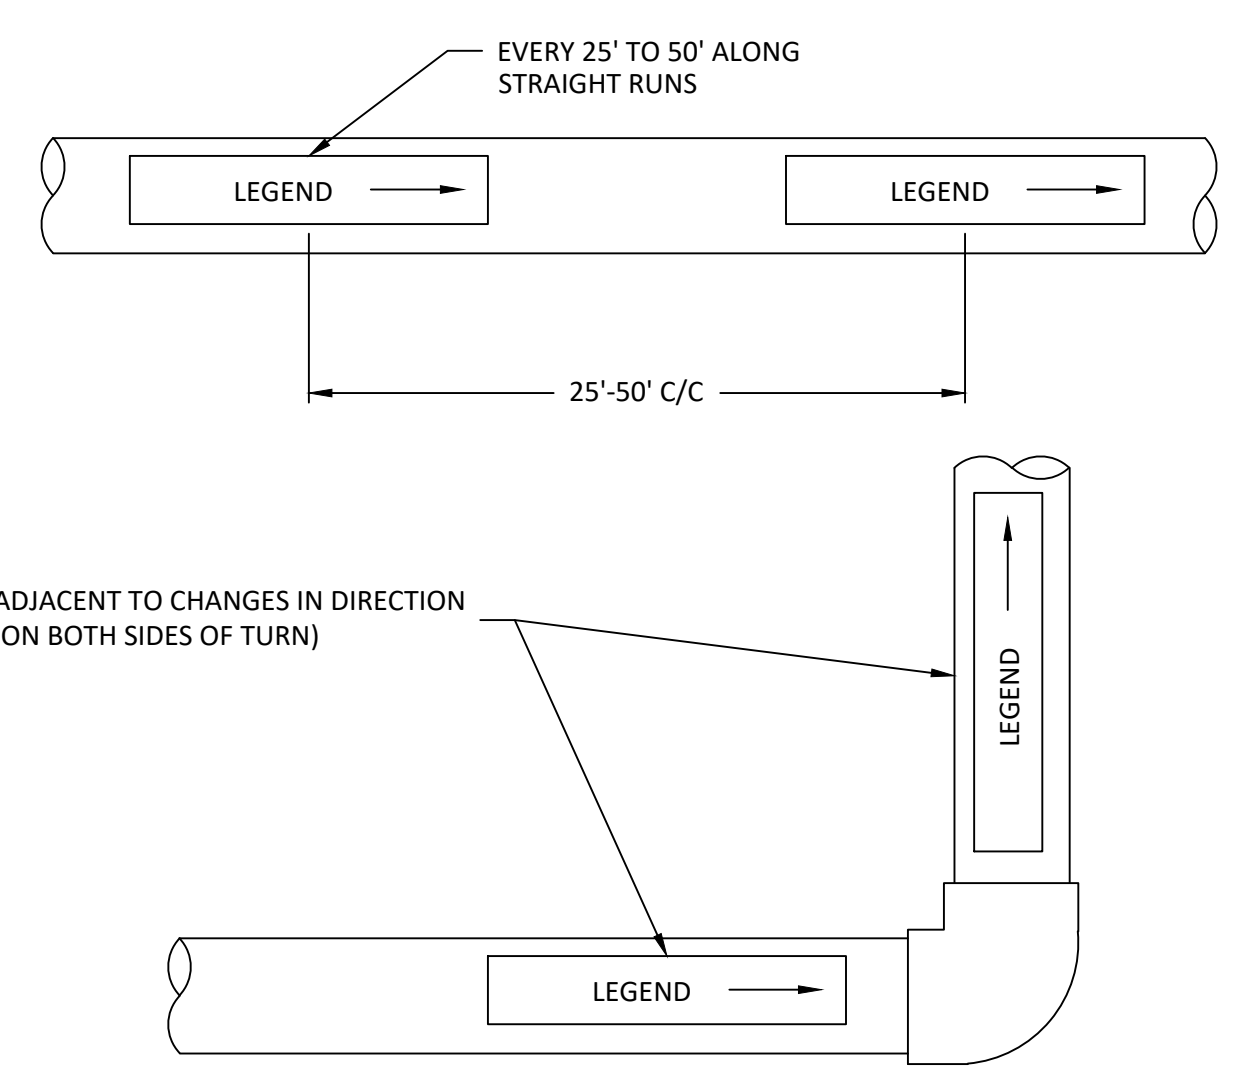 EVERY 25' TO 50' ALONG
STRAIGHT RUNS
LEGEND
LEGEND
25'-50' C/C
ADJACENT TO CHANGES IN DIRECTION
ON BOTH SIDES OF TURN)
LEGEND
LEGEND